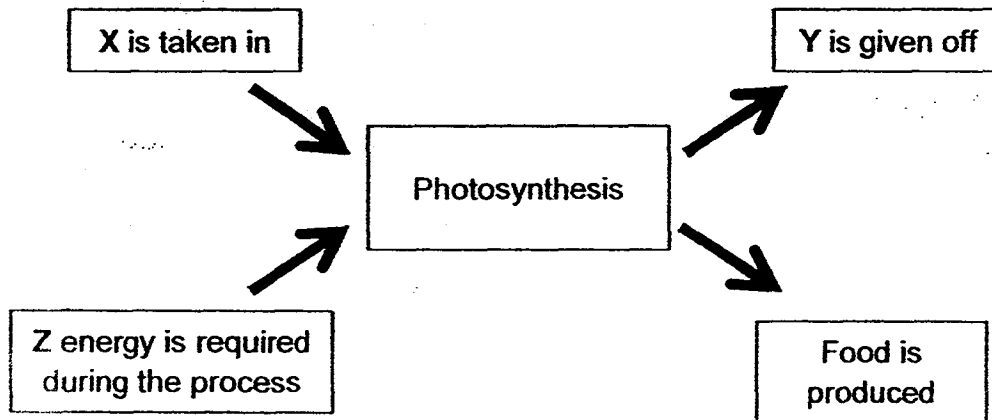 X is taken in
Y is given off
Photosynthesis
Z energy is required
during the process
Food is
produced